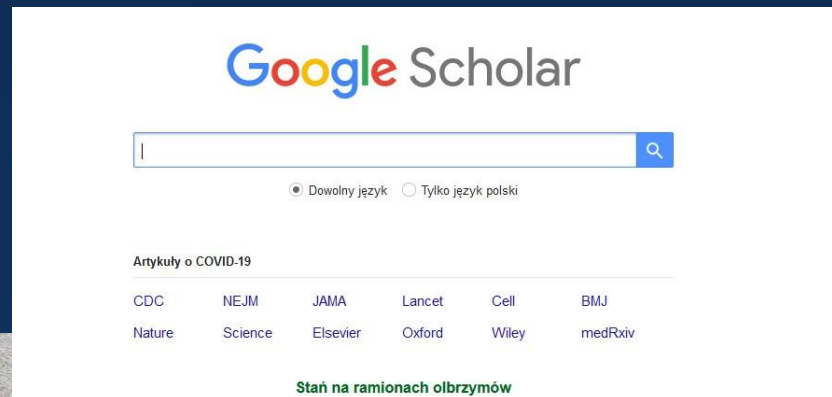 Google Scholar
Dowolny język Tylko język polski
Artykuły o COVID-19
CDC NEJM JAMA Lancet Cell BMJ
Nature Science Elsevier Oxford Wiley medRxiv
Stań na ramionach olbrzymów